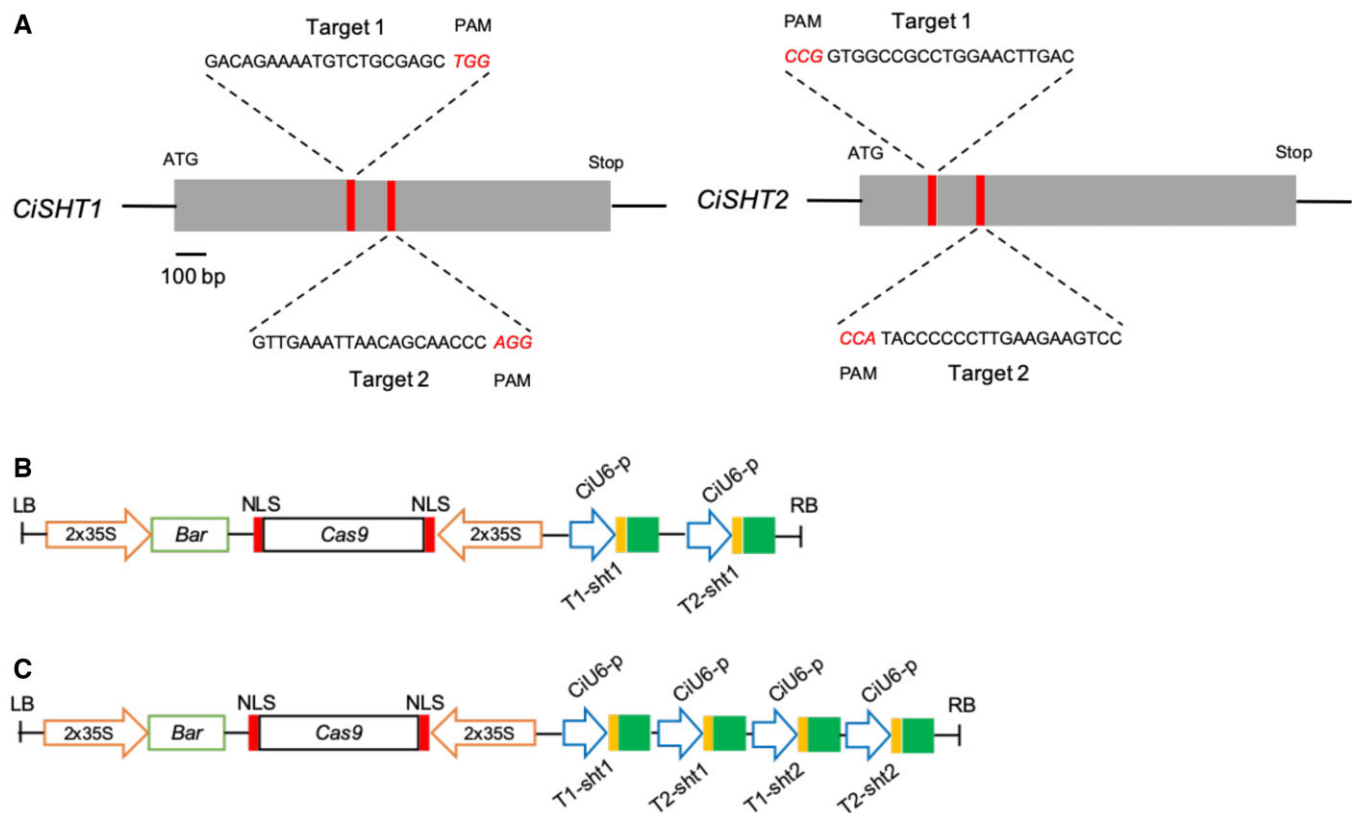 A
Target 1
PAM
GACAGAAAATGTCTGCGAGC TGG
ATG
Stop
CiSHT1
100 bp
GTTGAAATTAACAGCAACCC AGG
Target 2
PAM
Target 1
PAM
CCG GTGGCCGCCTGGAACTTGAC
ATG
Stop
CiSHT2
CCA TACCCCCCTTGAAGAAGTCC
PAM
Target 2
B
LB
2x35S
Bar
NLS
Cas9
NLS
2x35S
CiU6-p
T1-sht1
CiU6-p
T2-sht1
RB
C
LB
2x35S
Bar
NLS
Cas9
NLS
2x35S
CiU6-p
T1-sht1
CiU6-p
T2-sht1
CiU6-p
T1-sht2
CiU6-p
T2-sht2
RB